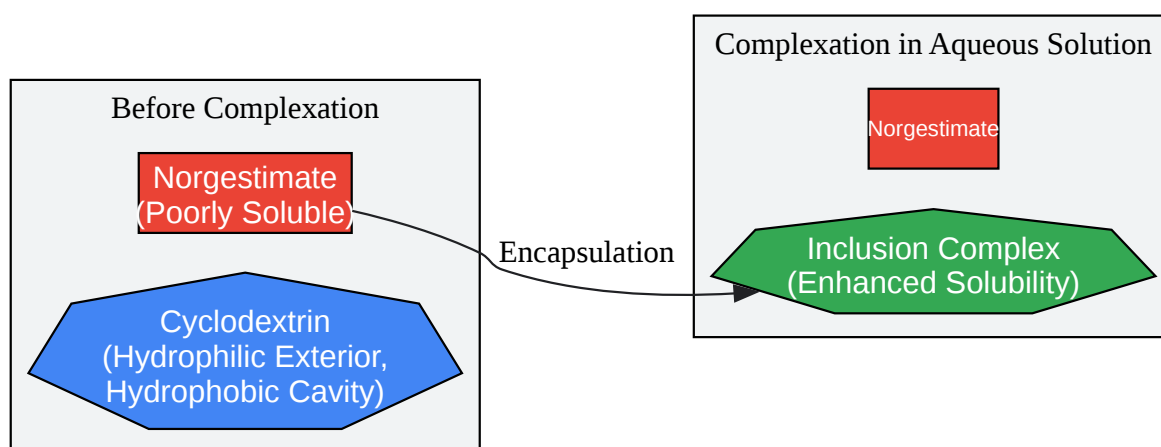 Before Complexation
Norgestimate
(Poorly Soluble)
Cyclodextrin
(Hydrophilic Exterior,
Hydrophobic Cavity)
Encapsulation
Complexation in Aqueous Solution
Norgestimate
Inclusion Complex
(Enhanced Solubility)